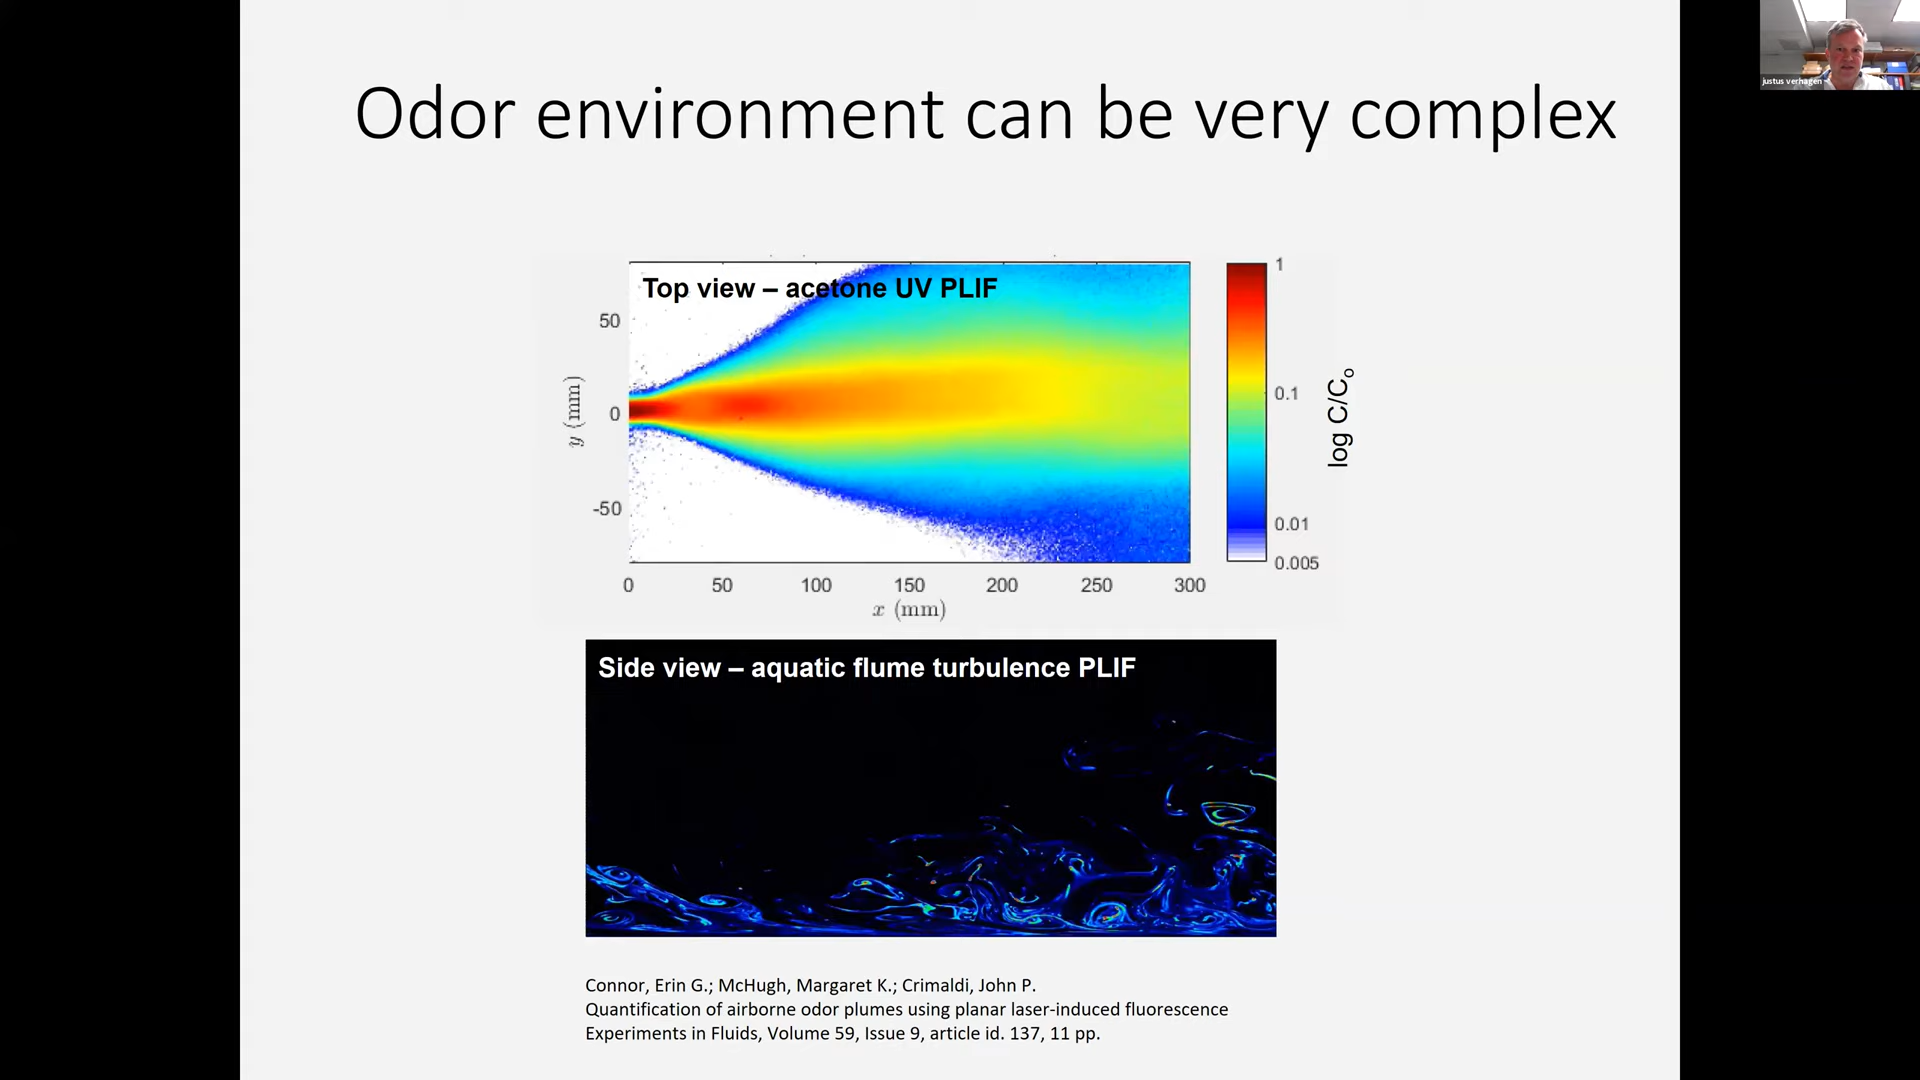 Odor environment can be very complex
justus verhagen
Top view – acetone UV PLIF
50
0
-50
y (mm)
0 50 100 150 200 250 300
x (mm)
1
0.1
0.01
0.005
log C/Co
Side view – aquatic flume turbulence PLIF
Connor, Erin G.; McHugh, Margaret K.; Crimaldi, John P.
Quantification of airborne odor plumes using planar laser-induced fluorescence
Experiments in Fluids, Volume 59, Issue 9, article id. 137, 11 pp.